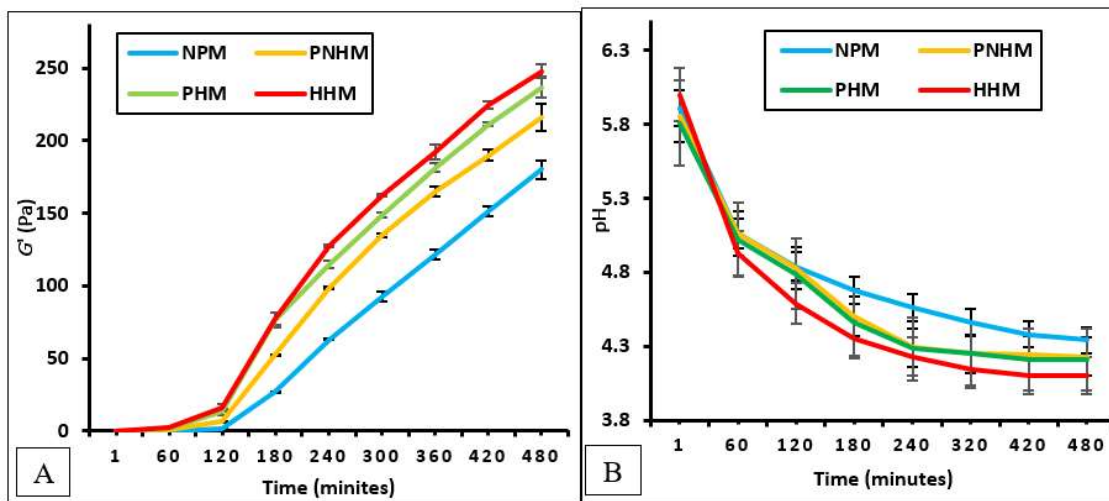 NPM PNHM
PHM HHM
250
200
150
100
50
0
G' (Pa)
1 60 120 180 240 300 360 420 480
Time (minites)
A
NPM PNHM
PHM HHM
6.3
5.8
5.3
4.8
4.3
3.8
pH
1 60 120 180 240 320 420 480
Time (minutes)
B